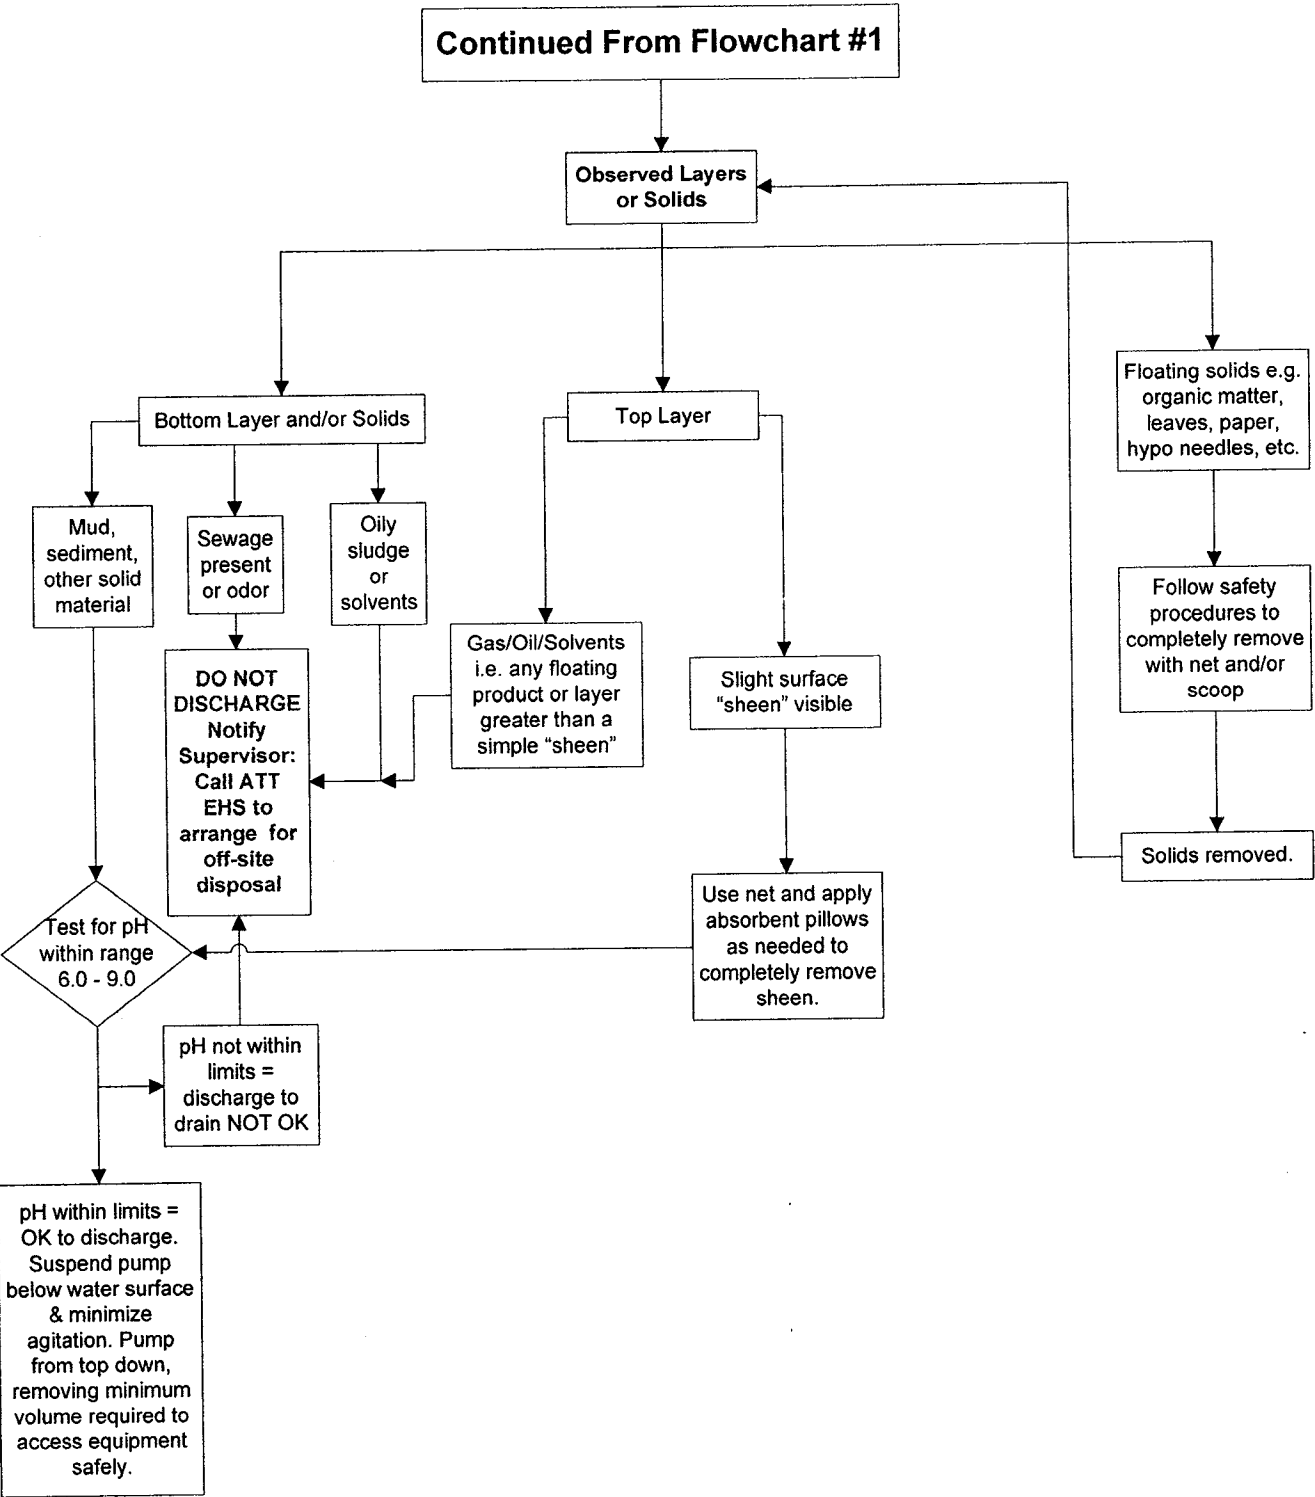 Continued From Flowchart #1
Observed Layers
or Solids
Bottom Layer and/or Solids
Top Layer
Floating solids e.g.
organic matter,
leaves, paper,
hypo needles, etc.
Mud,
sediment,
other solid
material
Sewage
present
or odor
Oily
sludge
or
solvents
Gas/Oil/Solvents
i.e. any floating
product or layer
greater than a
simple “sheen”
Slight surface
“sheen” visible
Follow safety
procedures to
completely remove
with net and/or
scoop
DO NOT
DISCHARGE
Notify
Supervisor:
Call ATT
EHS to
arrange for
off-site
disposal
Solids removed.
Use net and apply
absorbent pillows
as needed to
completely remove
sheen.
Test for pH
within range
6.0 - 9.0
pH not within
limits =
discharge to
drain NOT OK
pH within limits =
OK to discharge.
Suspend pump
below water surface
& minimize
agitation. Pump
from top down,
removing minimum
volume required to
access equipment
safely.